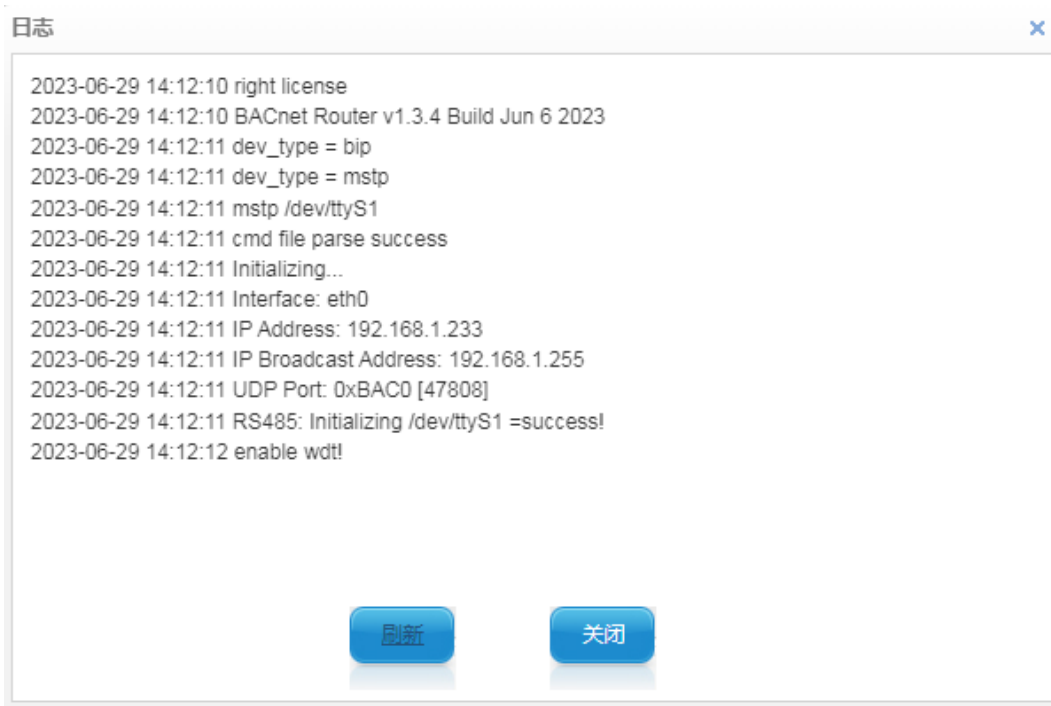 日志
2023-06-29 14:12:10 right license
2023-06-29 14:12:10 BACnet Router v1.3.4 Build Jun 6 2023
2023-06-29 14:12:11 dev_type = bip
2023-06-29 14:12:11 dev_type = mstp
2023-06-29 14:12:11 mstp /dev/ttyS1
2023-06-29 14:12:11 cmd file parse success
2023-06-29 14:12:11 Initializing...
2023-06-29 14:12:11 Interface: eth0
2023-06-29 14:12:11 IP Address: 192.168.1.233
2023-06-29 14:12:11 IP Broadcast Address: 192.168.1.255
2023-06-29 14:12:11 UDP Port: 0xBAC0 [47808]
2023-06-29 14:12:11 RS485: Initializing /dev/ttyS1 =success!
2023-06-29 14:12:12 enable wdt!
刷新
关闭